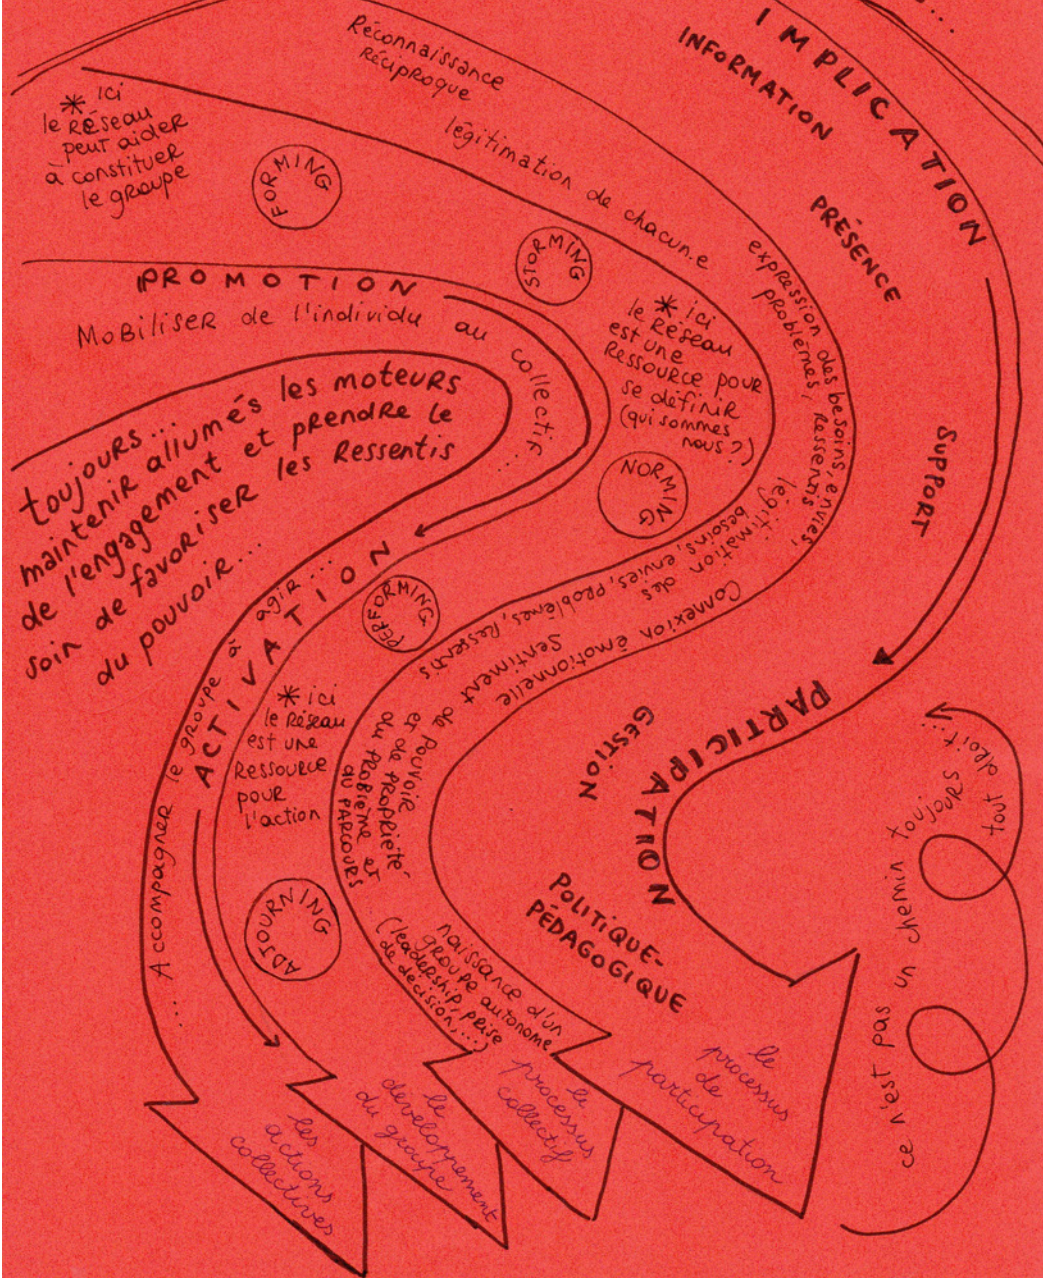 IMPLICATION
INFORMATION
PRÉSENCE
SUPPORT
PARTICIPATION
GESTION
POLITIQUE-
PÉDAGOGIQUE
le
processus
de
participation
Réconnaissance
Réciproque
légitimation de chacun.e
expression des besoins, envies,
problèmes, ressentis
légitimation des
besoins, envies, problèmes, ressentis
Connexion émotionnelle
Sentiment de pouvoir
et de propriété
du problème et
au parcours
naissance d'un
groupe autonome
(leadership, prise
de decision,...)
le
processus
collectif
* ici
le réseau
peut aider
à constituer
le groupe
FORMING
STORMING
* ici
le réseau
est une
ressource pour
se définir
(qui sommes
nous ?)
NORMING
PERFORMING
* ici
le réseau
est une
ressource
pour
l'action
ADJOURNING
le
developpement
du groupe
PROMOTION
Mobiliser de l'individu au collectif...
ACTIVATION
.... Accompagner le groupe à agir...
les
actions
collectives
toujours...
maintenir allumés les moteurs
de l'engagement et prendre le
soin de favoriser les ressentis
du pouvoir...
ce n'est pas un chemin toujours
tout droit...